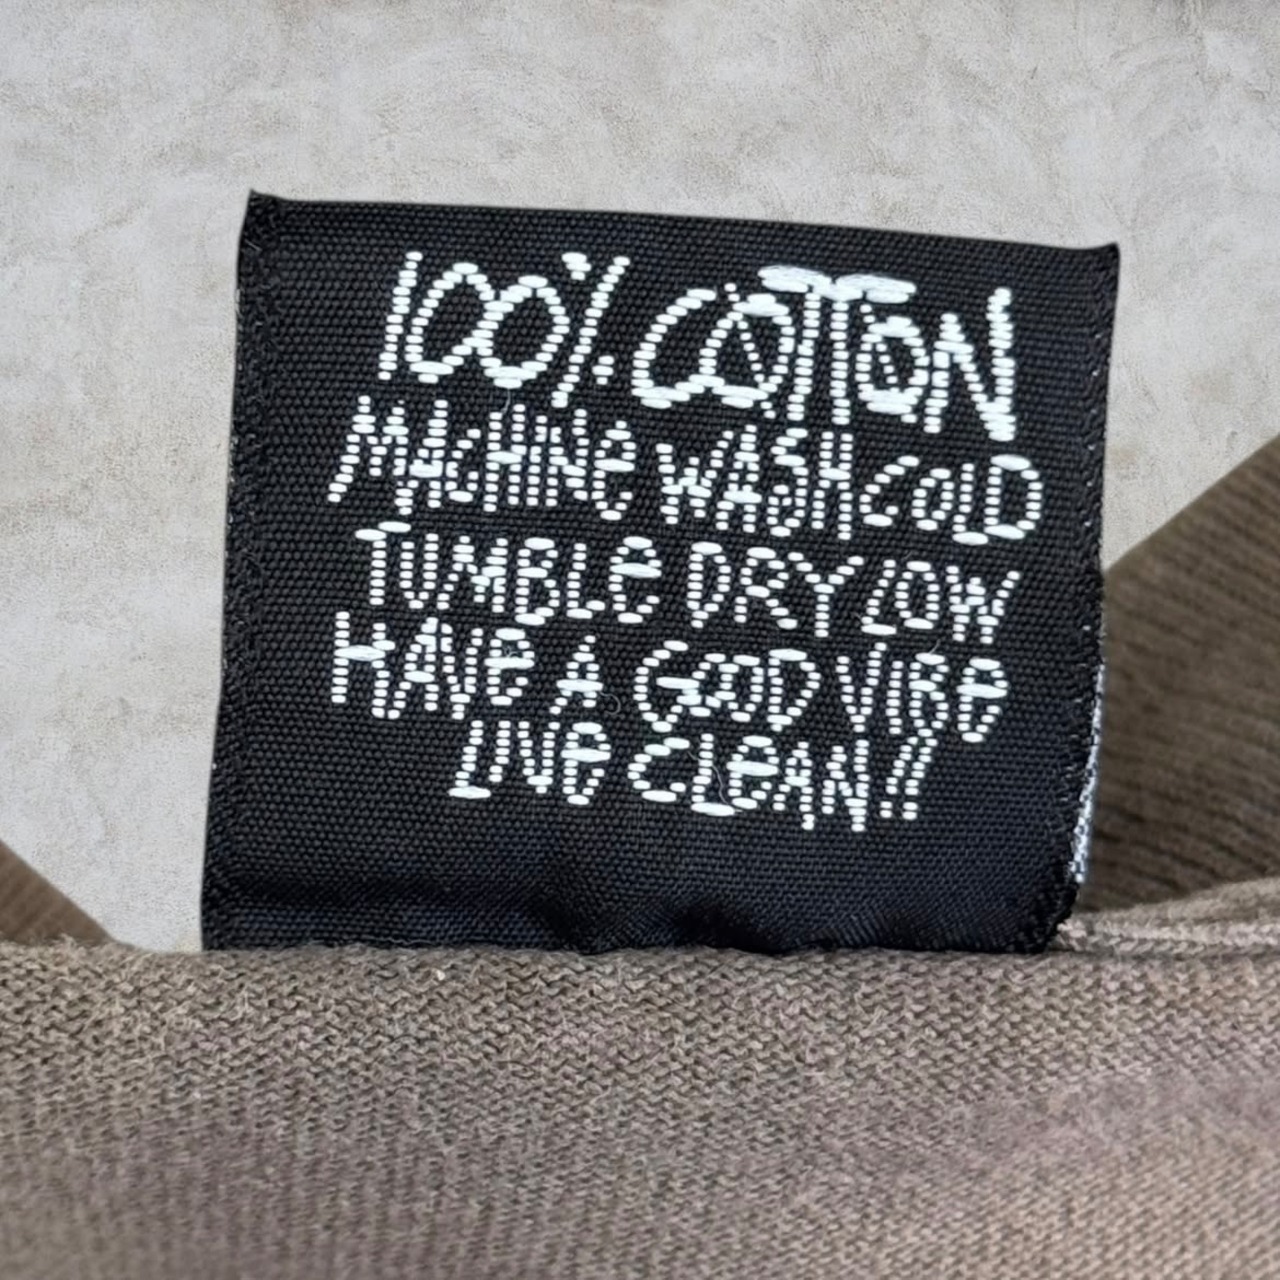 100% COTTON
MACHINE WASH COLD
TUMBLE DRY LOW
HAVE A GOOD VIBE
LIVE CLEAN!!